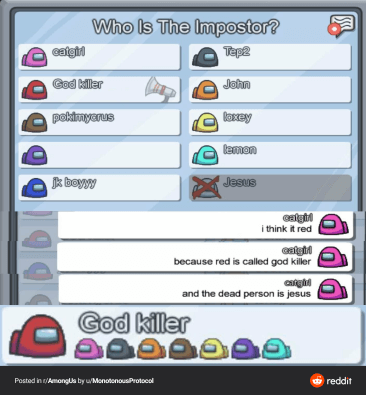 Who Is The Impostor?
catgirl
Tep2
God killer
John
pokimycrus
loxey
lemon
jk boyyy
Jesus
catgirl
i think it red
catgirl
because red is called god killer
catgirl
and the dead person is jesus
God killer
Posted in r/AmongUs by u/MonotonousProtocol
reddit